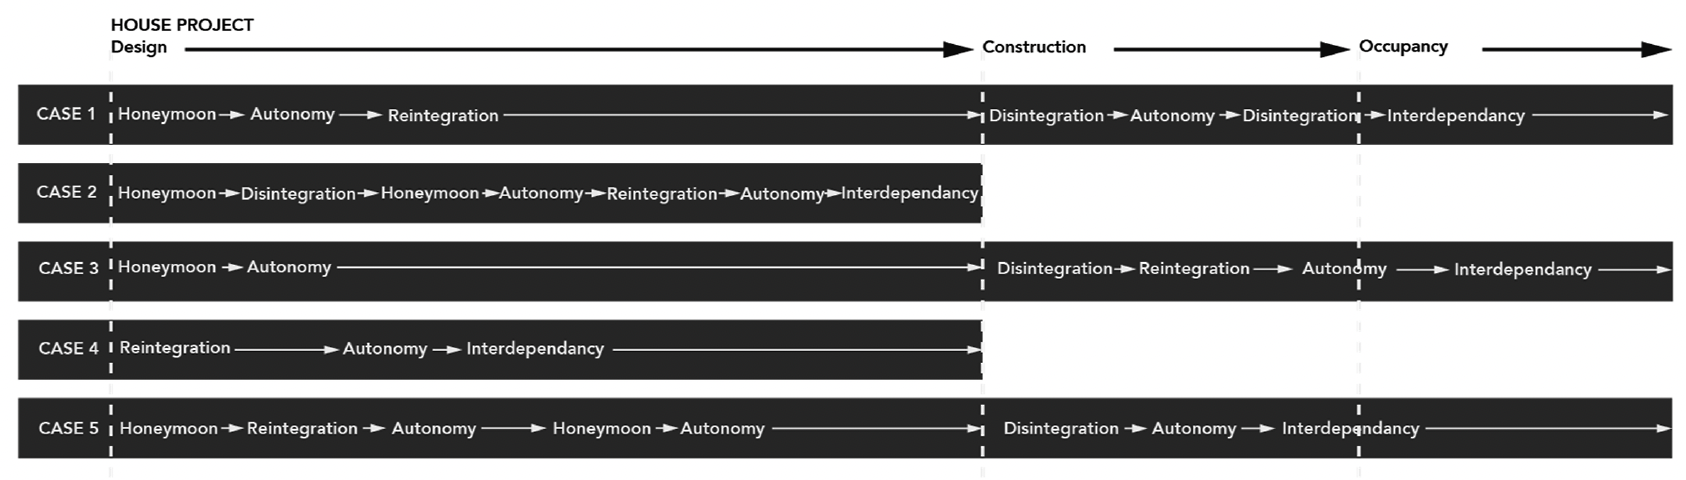 HOUSE PROJECT
Design Construction Occupancy
CASE 1 Honeymoon Autonomy Reintegration Disintegration Autonomy Disintegration Interdependancy
CASE 2 Honeymoon Disintegration Honeymoon Autonomy Reintegration Autonomy Interdependancy
CASE 3 Honeymoon Autonomy Disintegration Reintegration Autonomy Interdependancy
CASE 4 Reintegration Autonomy Interdependancy
CASE 5 Honeymoon Reintegration Autonomy Honeymoon Autonomy Disintegration Autonomy Interdependancy